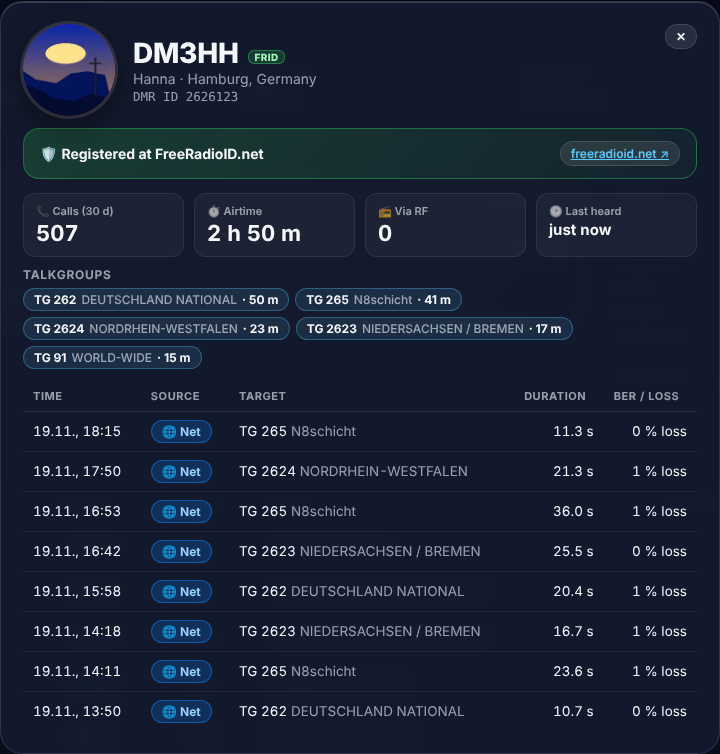 DM3HH FRID
Hanna · Hamburg, Germany
DMR ID 2626123
Registered at FreeRadioID.net freeradioid.net ↗
Calls (30 d) Airtime Via RF Last heard
507 2 h 50 m 0 just now
TALKGROUPS
TG 262 DEUTSCHLAND NATIONAL · 50 m TG 265 N8schicht · 41 m
TG 2624 NORDRHEIN-WESTFALEN · 23 m TG 2623 NIEDERSACHSEN / BREMEN · 17 m
TG 91 WORLD-WIDE · 15 m
TIME SOURCE TARGET DURATION BER / LOSS
19.11., 18:15 Net TG 265 N8schicht 11.3 s 0 % loss
19.11., 17:50 Net TG 2624 NORDRHEIN-WESTFALEN 21.3 s 1 % loss
19.11., 16:53 Net TG 265 N8schicht 36.0 s 1 % loss
19.11., 16:42 Net TG 2623 NIEDERSACHSEN / BREMEN 25.5 s 0 % loss
19.11., 15:58 Net TG 262 DEUTSCHLAND NATIONAL 20.4 s 1 % loss
19.11., 14:18 Net TG 2623 NIEDERSACHSEN / BREMEN 16.7 s 1 % loss
19.11., 14:11 Net TG 265 N8schicht 23.6 s 1 % loss
19.11., 13:50 Net TG 262 DEUTSCHLAND NATIONAL 10.7 s 0 % loss